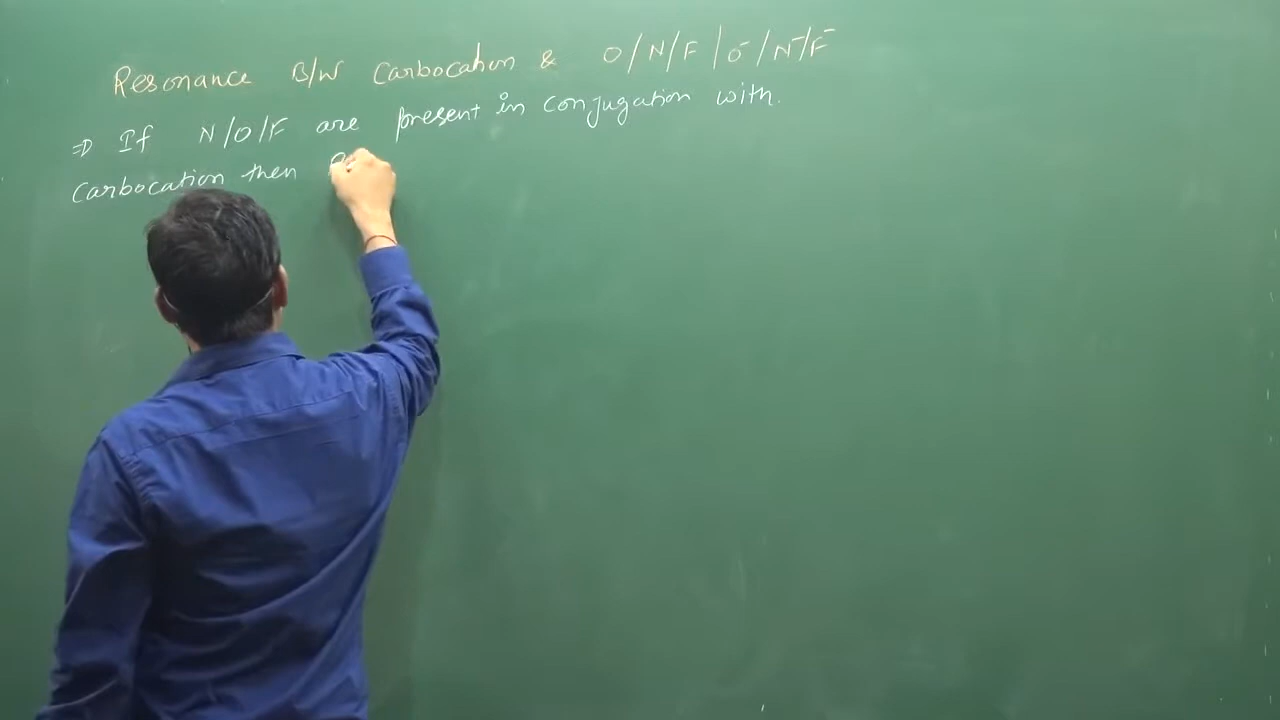 Resonance B/W Carbocation & O/N/F|O⁻/N⁻/F⁻
⇒ If N/O/F are present in conjugation with
Carbocation then